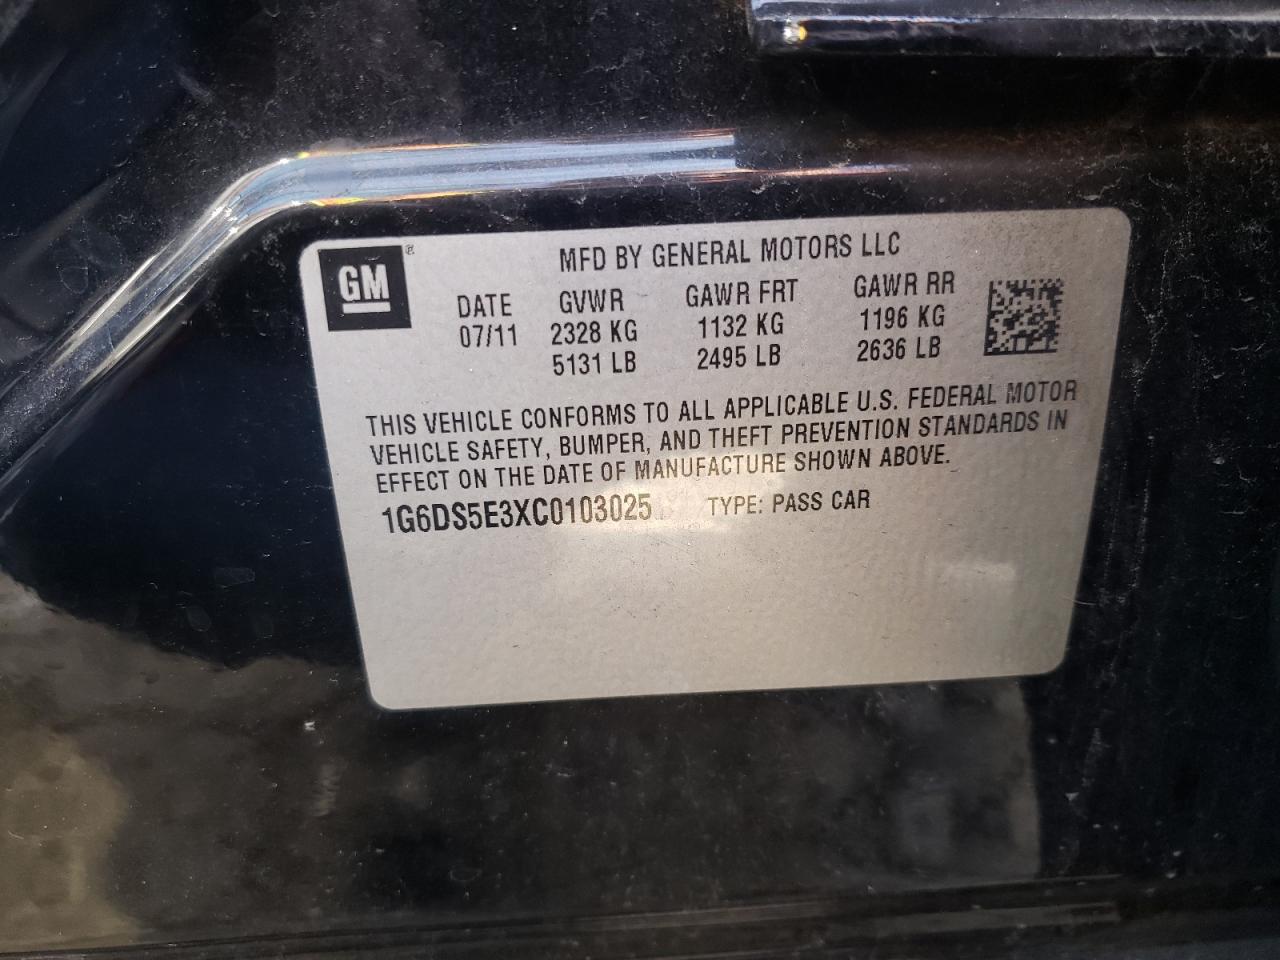 GM®
MFD BY GENERAL MOTORS LLC
DATE GVWR GAWR FRT GAWR RR
07/11 2328 KG 1132 KG 1196 KG
5131 LB 2495 LB 2636 LB
THIS VEHICLE CONFORMS TO ALL APPLICABLE U.S. FEDERAL MOTOR
VEHICLE SAFETY, BUMPER, AND THEFT PREVENTION STANDARDS IN
EFFECT ON THE DATE OF MANUFACTURE SHOWN ABOVE.
1G6DS5E3XC0103025 TYPE: PASS CAR